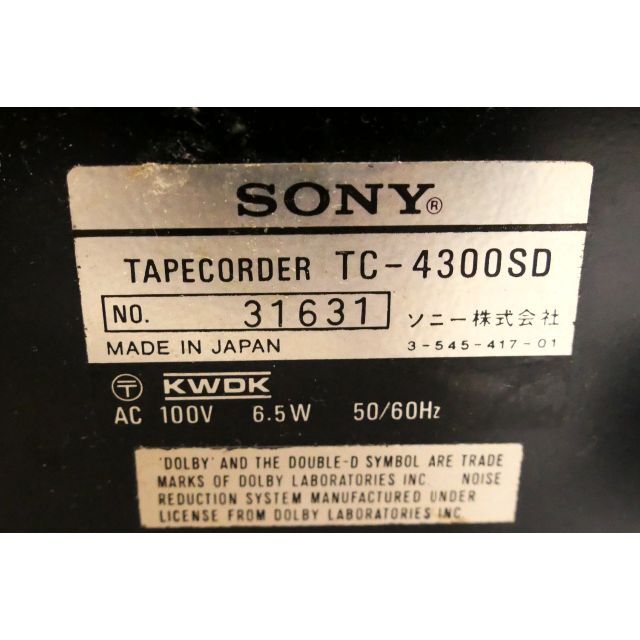 SONY®
TAPECORDER TC-4300SD
NO. 31631 ソニー株式会社
MADE IN JAPAN 3-545-417-01
〒 KWDK
AC 100V 6.5W 50/60Hz
'DOLBY' AND THE DOUBLE-D SYMBOL ARE TRADE
MARKS OF DOLBY LABORATORIES INC. NOISE
REDUCTION SYSTEM MANUFACTURED UNDER
LICENSE FROM DOLBY LABORATORIES INC.